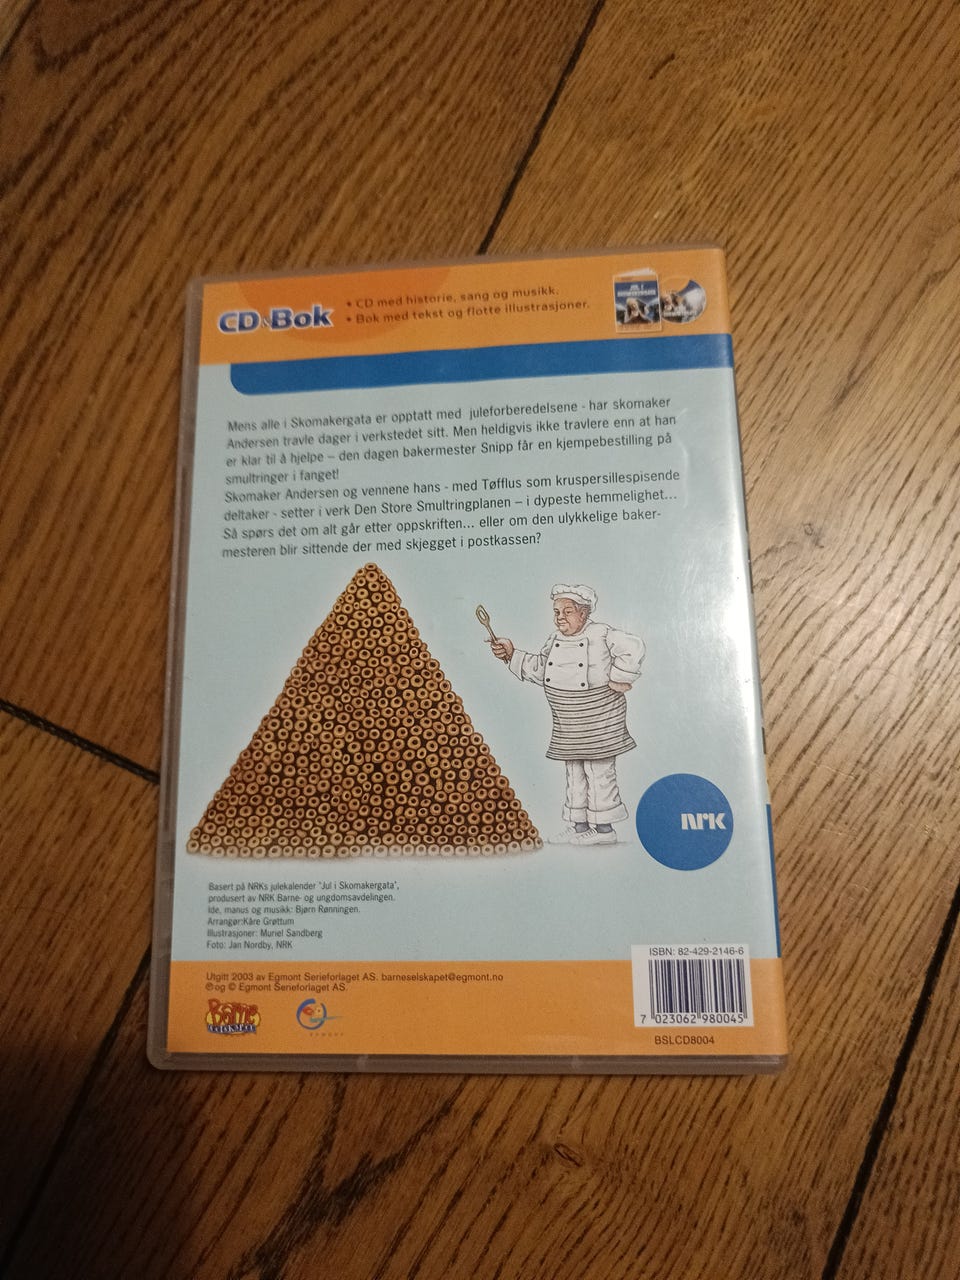 CD&Bok
• CD med historie, sang og musikk.
• Bok med tekst og flotte illustrasjoner.
JUL I
Mens alle i Skomakergata er opptatt med juleforberedelsene - har skomaker
Andersen travle dager i verkstedet sitt. Men heldigvis ikke travlere enn at han
er klar til å hjelpe – den dagen bakermester Snipp får en kjempebestilling på
smultringer i fanget!
Skomaker Andersen og vennene hans - med Tøfflus som kruspersillespisende
deltaker - setter i verk Den Store Smultringplanen – i dypeste hemmelighet...
Så spørs det om alt går etter oppskriften... eller om den ulykkelige baker-
mesteren blir sittende der med skjegget i postkassen?
NRK
Basert på NRKs julekalender "Jul i Skomakergata",
produsert av NRK Barne- og ungdomsavdelingen.
Ide, manus og musikk: Bjørn Rønningen.
Arrangør:Kåre Grøttum
Illustrasjoner: Muriel Sandberg
Foto: Jan Nordby, NRK
Utgitt 2003 av Egmont Serieforlaget AS. barneselskapet@egmont.no
℗og © Egmont Serieforlaget AS.
Barne
selskapet
EGMONT
ISBN: 82-429-2146-6
7 023062 980045
BSLCD8004